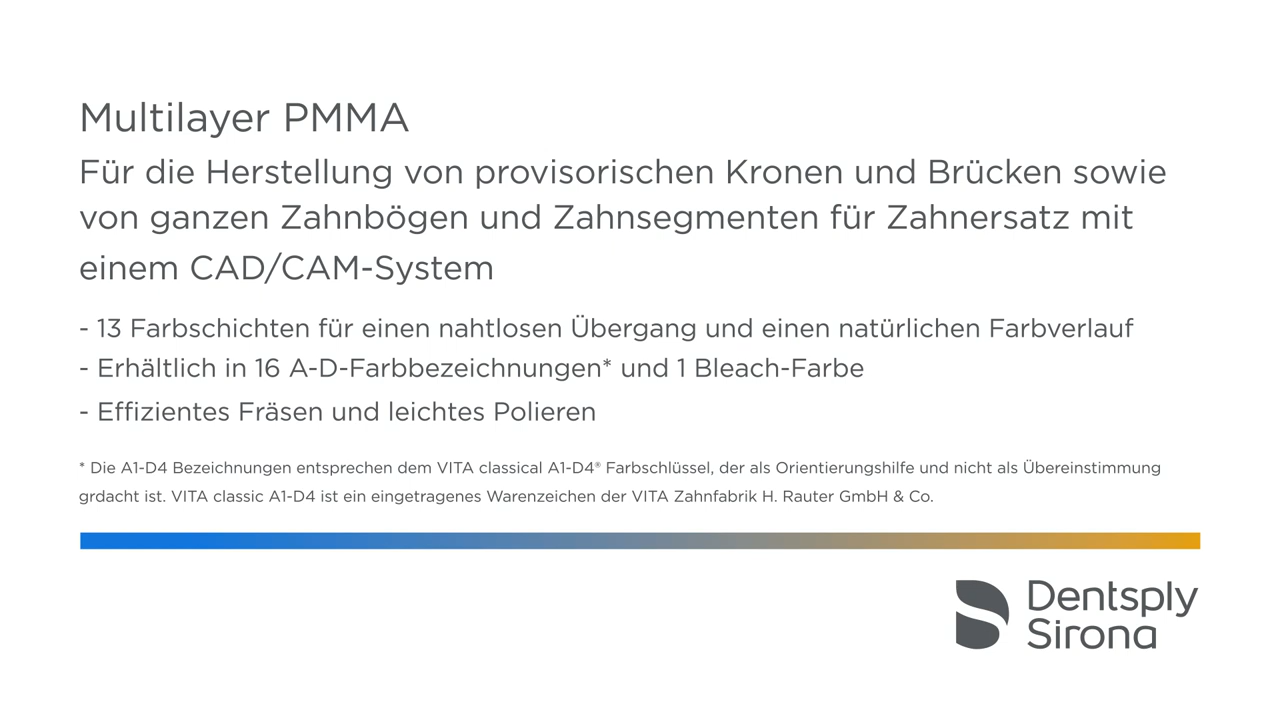 Multilayer PMMA
Für die Herstellung von provisorischen Kronen und Brücken sowie
von ganzen Zahnbögen und Zahnsegmenten für Zahnersatz mit
einem CAD/CAM-System
- 13 Farbschichten für einen nahtlosen Übergang und einen natürlichen Farbverlauf
- Erhältlich in 16 A-D-Farbbezeichnungen* und 1 Bleach-Farbe
- Effizientes Fräsen und leichtes Polieren
* Die A1-D4 Bezeichnungen entsprechen dem VITA classical A1-D4® Farbschlüssel, der als Orientierungshilfe und nicht als Übereinstimmung
grdacht ist. VITA classic A1-D4 ist ein eingetragenes Warenzeichen der VITA Zahnfabrik H. Rauter GmbH & Co.
Dentsply
Sirona